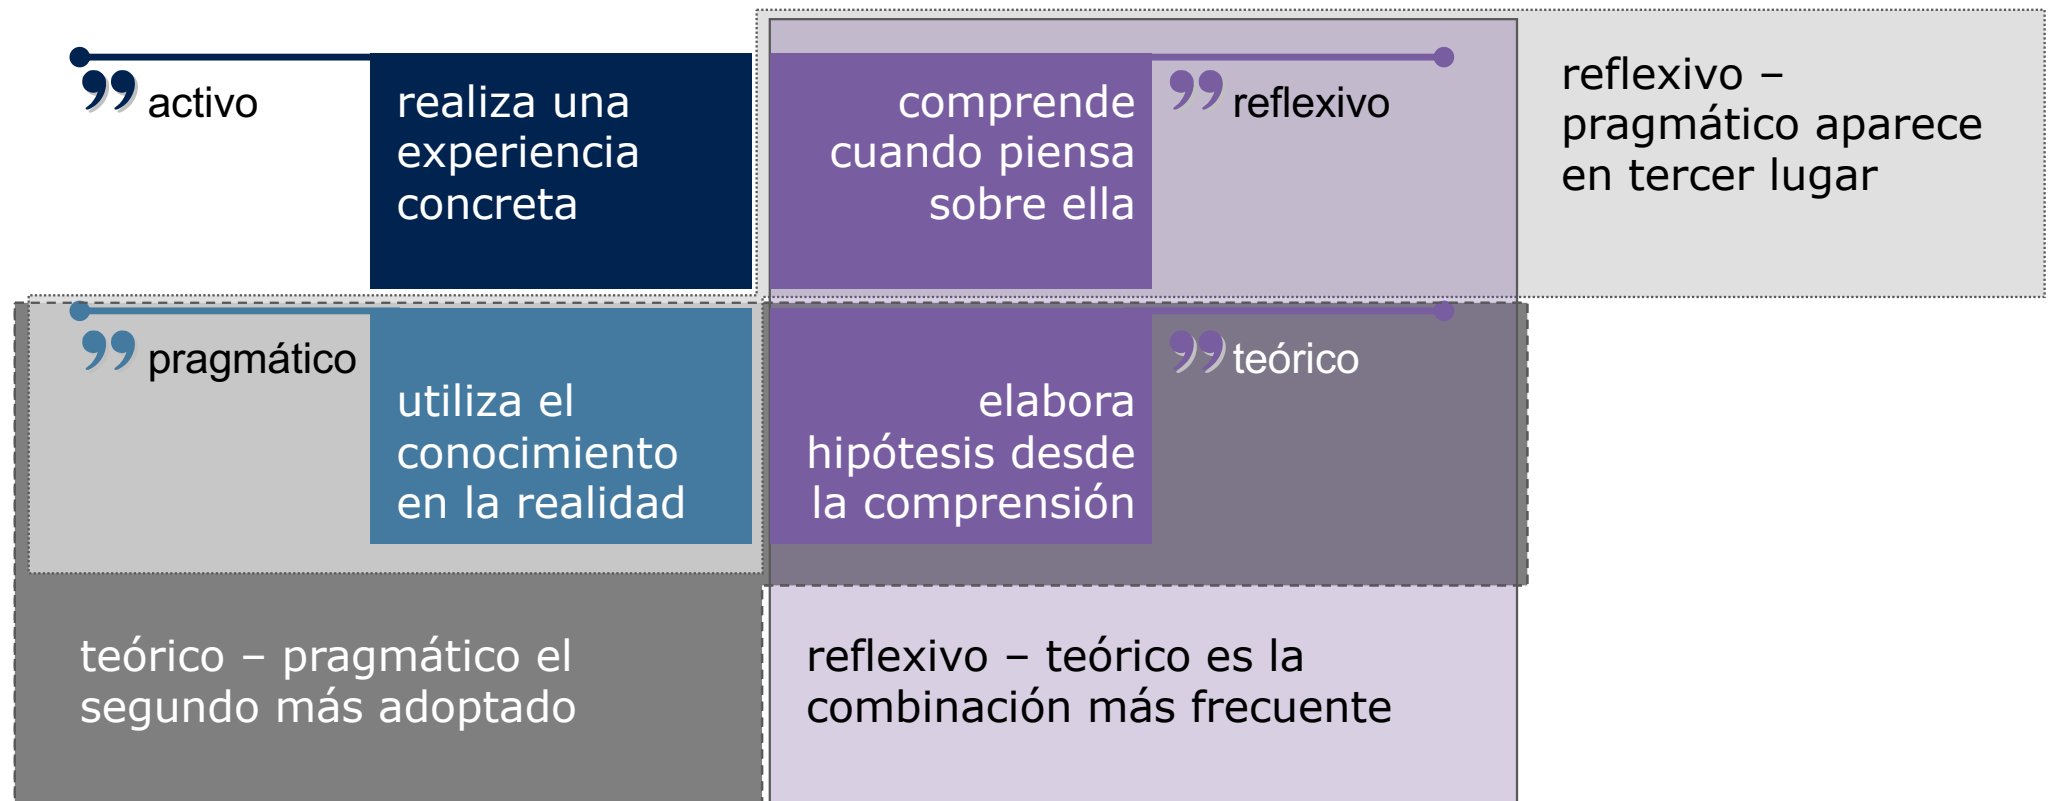 activo
realiza una
experiencia
concreta
comprende
cuando piensa
sobre ella
reflexivo
reflexivo –
pragmático aparece
en tercer lugar
pragmático
utiliza el
conocimiento
en la realidad
elabora
hipótesis desde
la comprensión
teórico
teórico – pragmático el
segundo más adoptado
reflexivo – teórico es la
combinación más frecuente